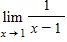 lim 1
x → 1 x − 1